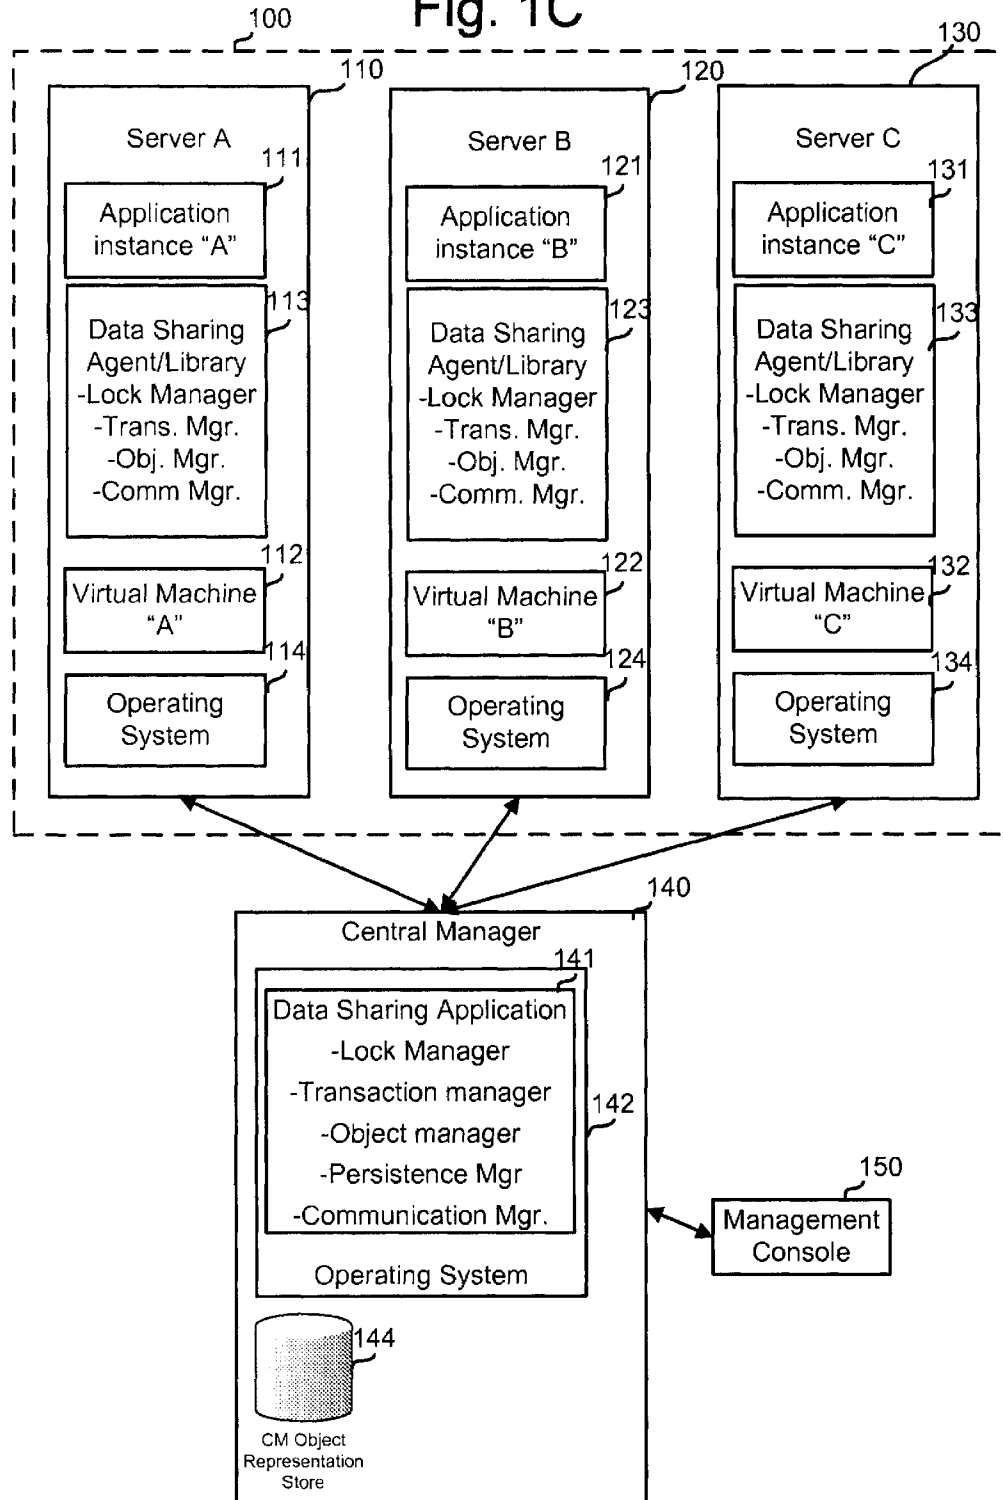 Fig. 1C
100
110
120
130
Server A
111
Application
instance “A”
113
Data Sharing
Agent/Library
-Lock Manager
-Trans. Mgr.
-Obj. Mgr.
-Comm Mgr.
112
Virtual Machine
“A”
114
Operating
System
Server B
121
Application
instance “B”
123
Data Sharing
Agent/Library
-Lock Manager
-Trans. Mgr.
-Obj. Mgr.
-Comm. Mgr.
122
Virtual Machine
“B”
124
Operating
System
Server C
131
Application
instance “C”
133
Data Sharing
Agent/Library
-Lock Manager
-Trans. Mgr.
-Obj. Mgr.
-Comm. Mgr.
132
Virtual Machine
“C”
134
Operating
System
140
Central Manager
141
Data Sharing Application
-Lock Manager
-Transaction manager
-Object manager
-Persistence Mgr
-Communication Mgr.
142
Operating System
144
CM Object
Representation
Store
150
Management
Console